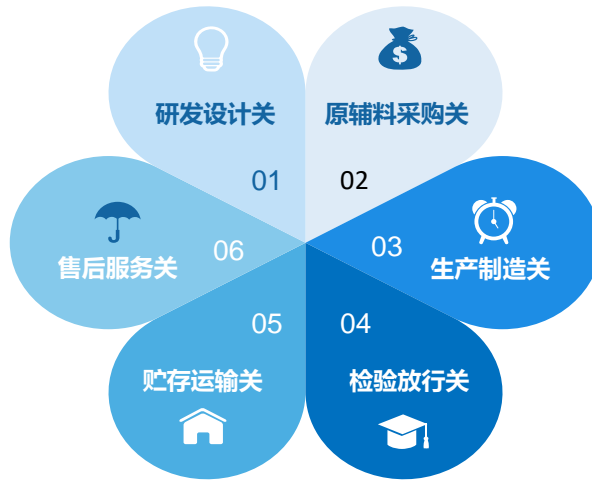 研发设计关
01
原辅料采购关
02
03
生产制造关
04
检验放行关
05
贮存运输关
06
售后服务关
$